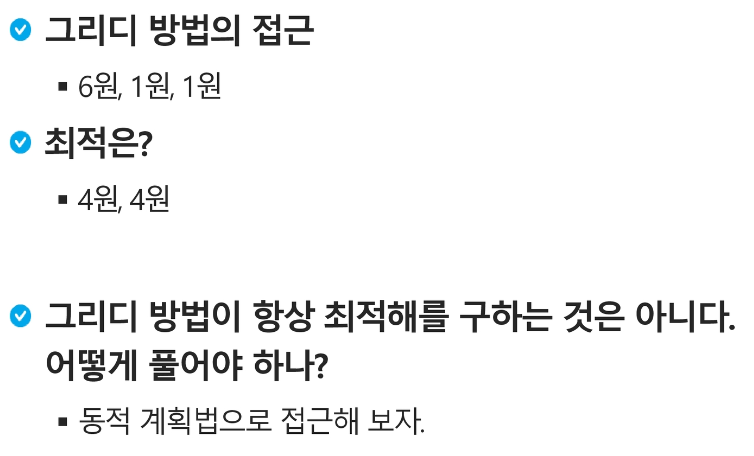 그리디 방법의 접근
6원, 1원, 1원
최적은?
4원, 4원
그리디 방법이 항상 최적해를 구하는 것은 아니다.
어떻게 풀어야 하나?
동적 계획법으로 접근해 보자.